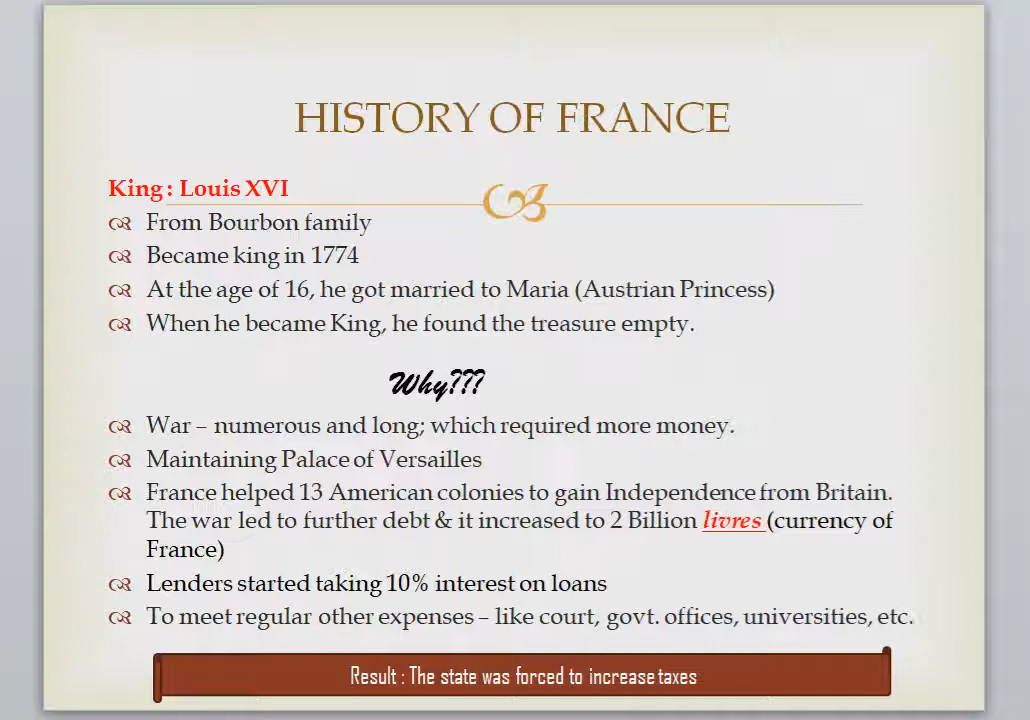 HISTORY OF FRANCE
King : Louis XVI
From Bourbon family
Became king in 1774
At the age of 16, he got married to Maria (Austrian Princess)
When he became King, he found the treasure empty.
Why???
War – numerous and long; which required more money.
Maintaining Palace of Versailles
France helped 13 American colonies to gain Independence from Britain.
The war led to further debt & it increased to 2 Billion livres (currency of
France)
Lenders started taking 10% interest on loans
To meet regular other expenses – like court, govt. offices, universities, etc.
Result : The state was forced to increase taxes